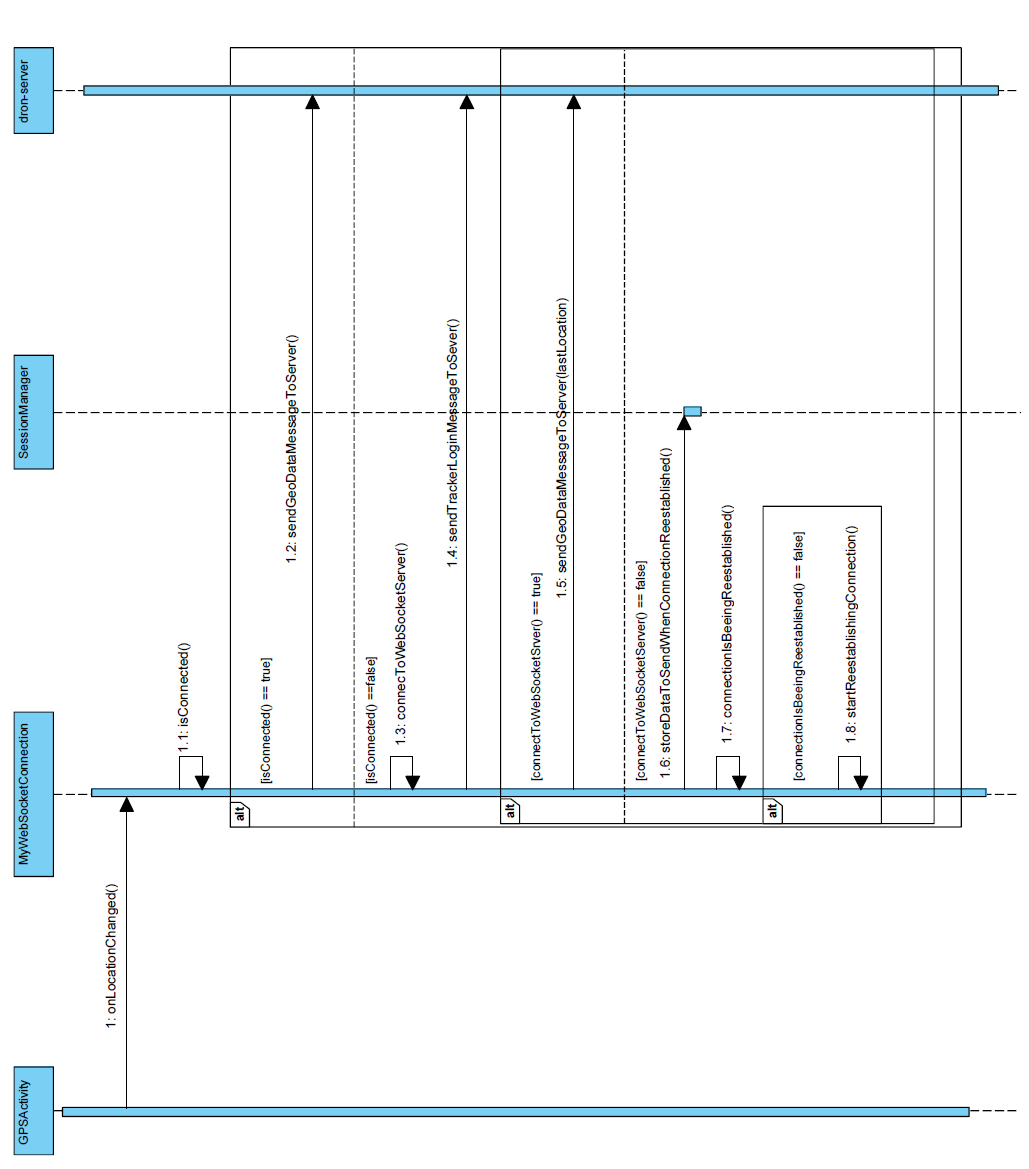 GPSActivity
MyWebSocketConnection
SessionManager
dron-server
1: onLocationChanged()
1.1: isConnected()
alt
[isConnected() == true]
1.2: sendGeoDataMessageToServer()
[isConnected() ==false]
1.3: connecToWebSocketServer()
1.4: sendTrackerLoginMessageToSever()
alt
[connectToWebSocketSrver() == true]
1.5: sendGeoDataMessageToServer(lastLocation)
[connectToWebSocketServer() == false]
1.6: storeDataToSendWhenConnectionReestablished()
1.7: connectionIsBeeingReestablished()
alt
[connectionIsBeeingReestablished() == false]
1.8: startReestablishingConnection()